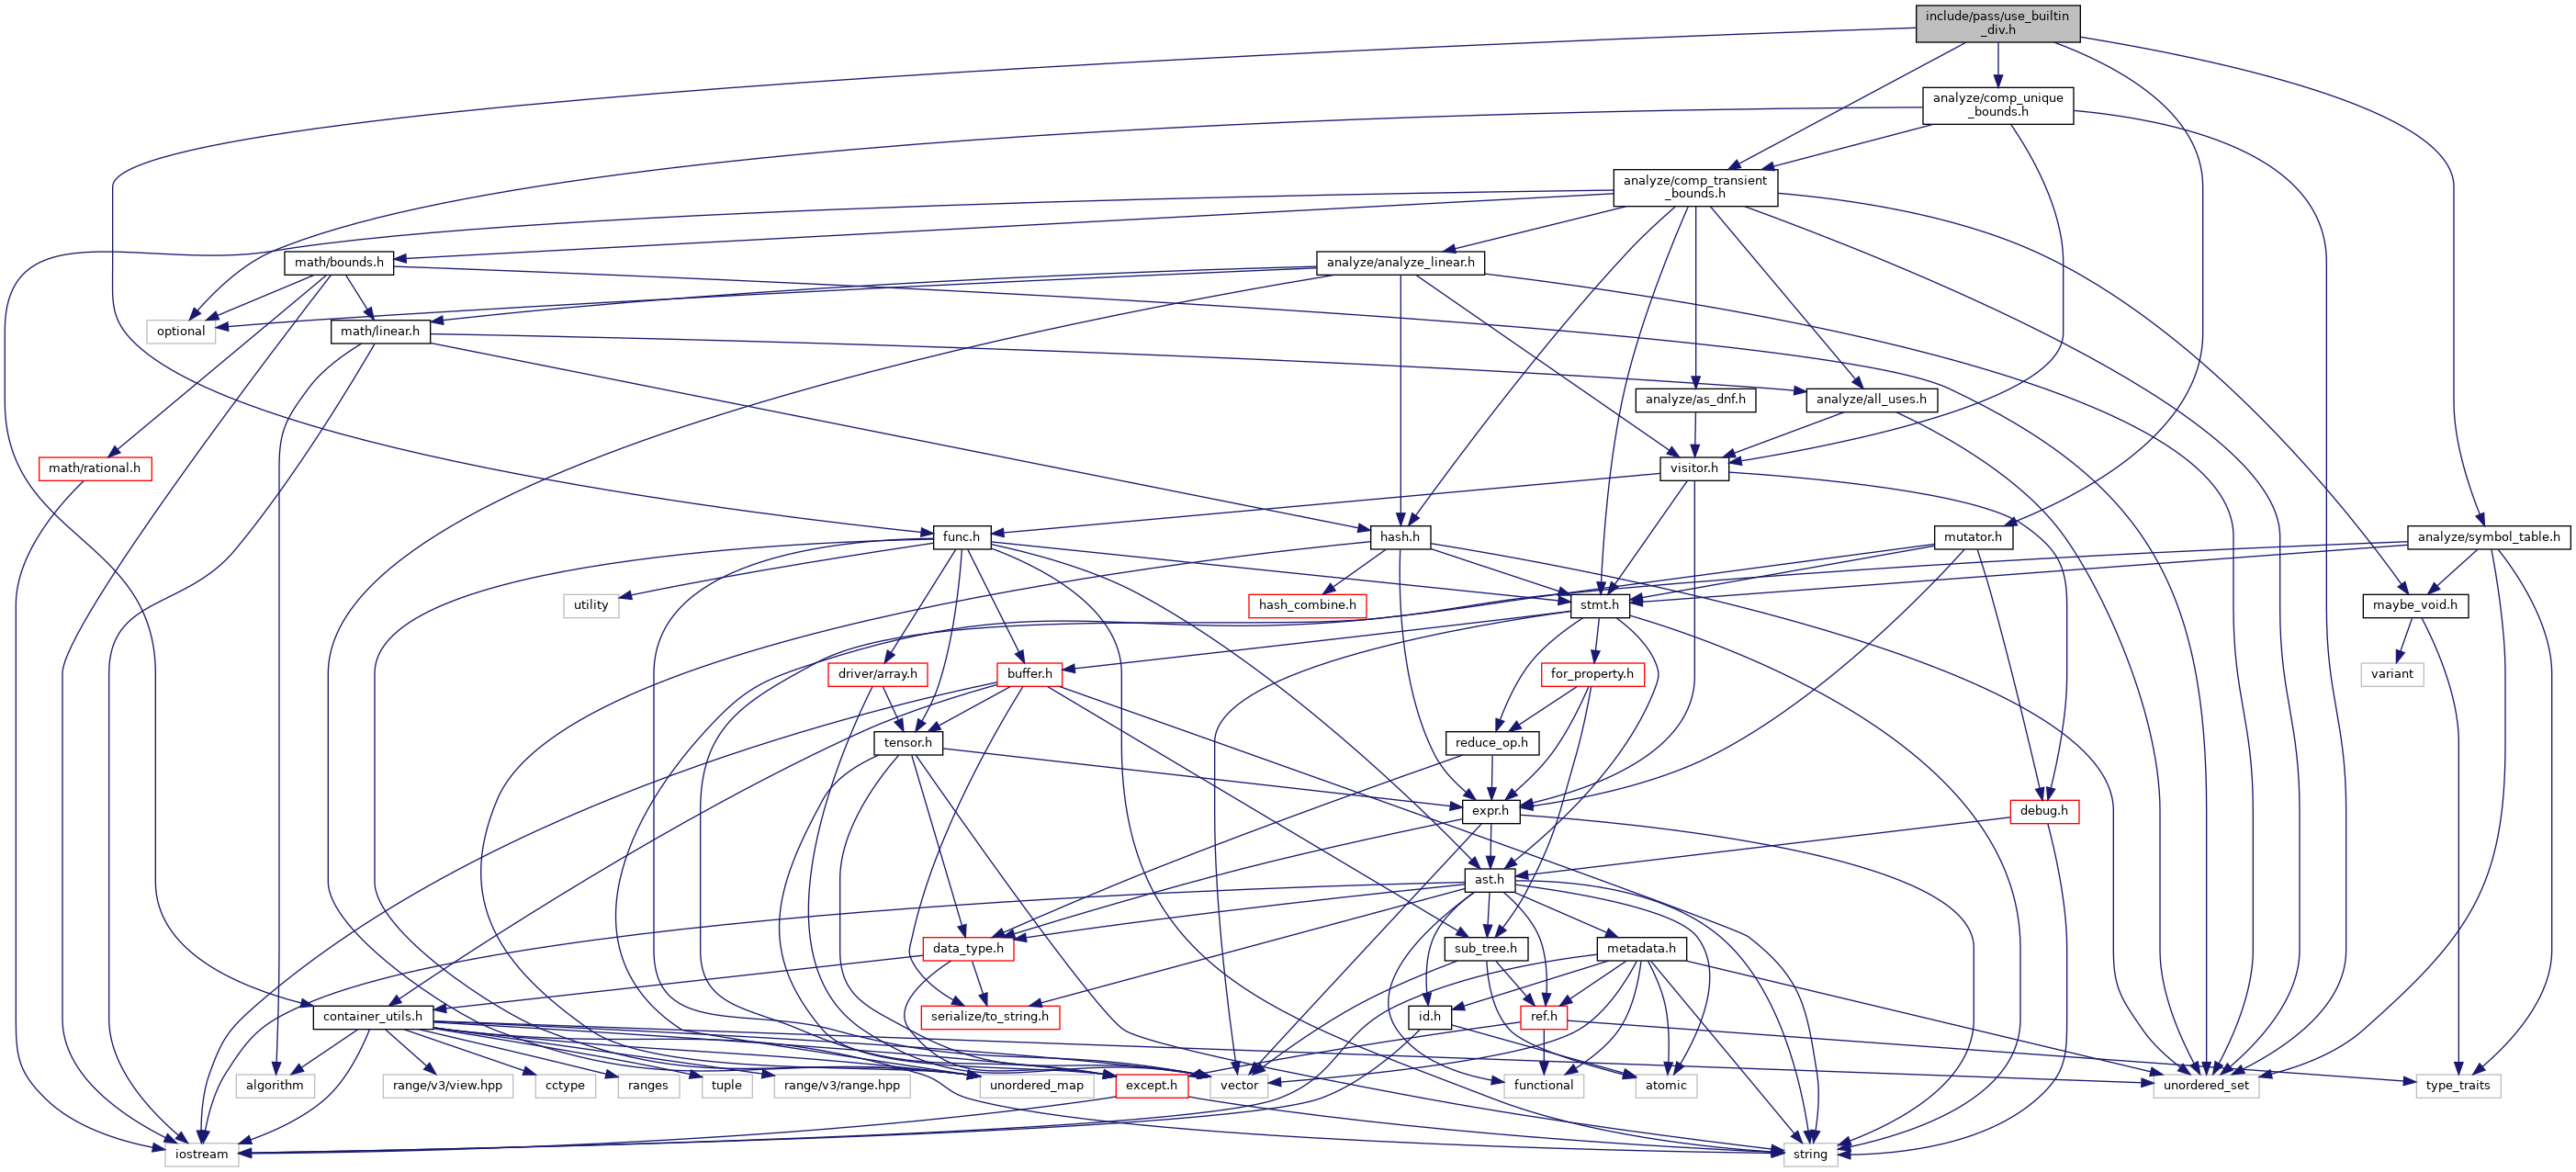 include/pass/use_builtin
_div.h
analyze/comp_unique
_bounds.h
analyze/comp_transient
_bounds.h
math/bounds.h
analyze/analyze_linear.h
optional
math/linear.h
analyze/as_dnf.h
analyze/all_uses.h
math/rational.h
visitor.h
func.h
hash.h
mutator.h
analyze/symbol_table.h
utility
hash_combine.h
stmt.h
maybe_void.h
driver/array.h
buffer.h
for_property.h
variant
tensor.h
reduce_op.h
expr.h
debug.h
ast.h
data_type.h
sub_tree.h
metadata.h
container_utils.h
serialize/to_string.h
id.h
ref.h
algorithm
range/v3/view.hpp
cctype
ranges
tuple
range/v3/range.hpp
unordered_map
except.h
vector
functional
atomic
unordered_set
type_traits
iostream
string